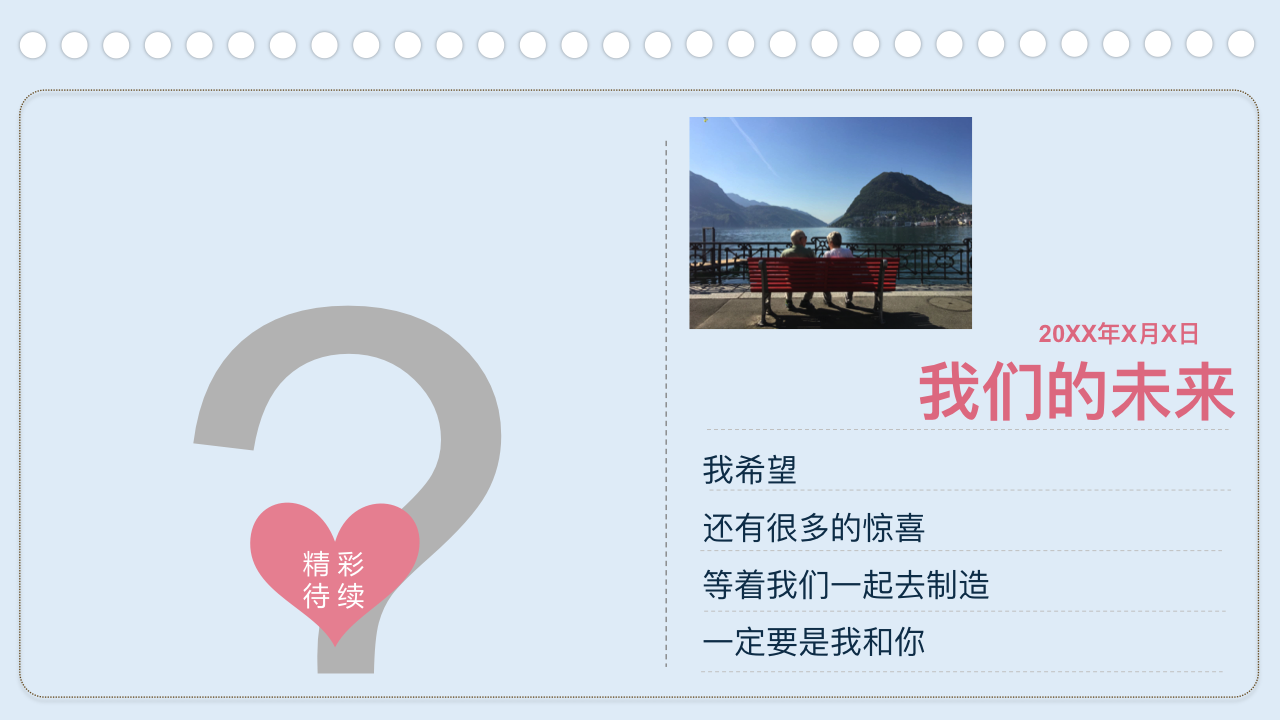 精 彩
待 续
20XX年X月X日
我们的未来
我希望
还有很多的惊喜
等着我们一起去制造
一定要是我和你